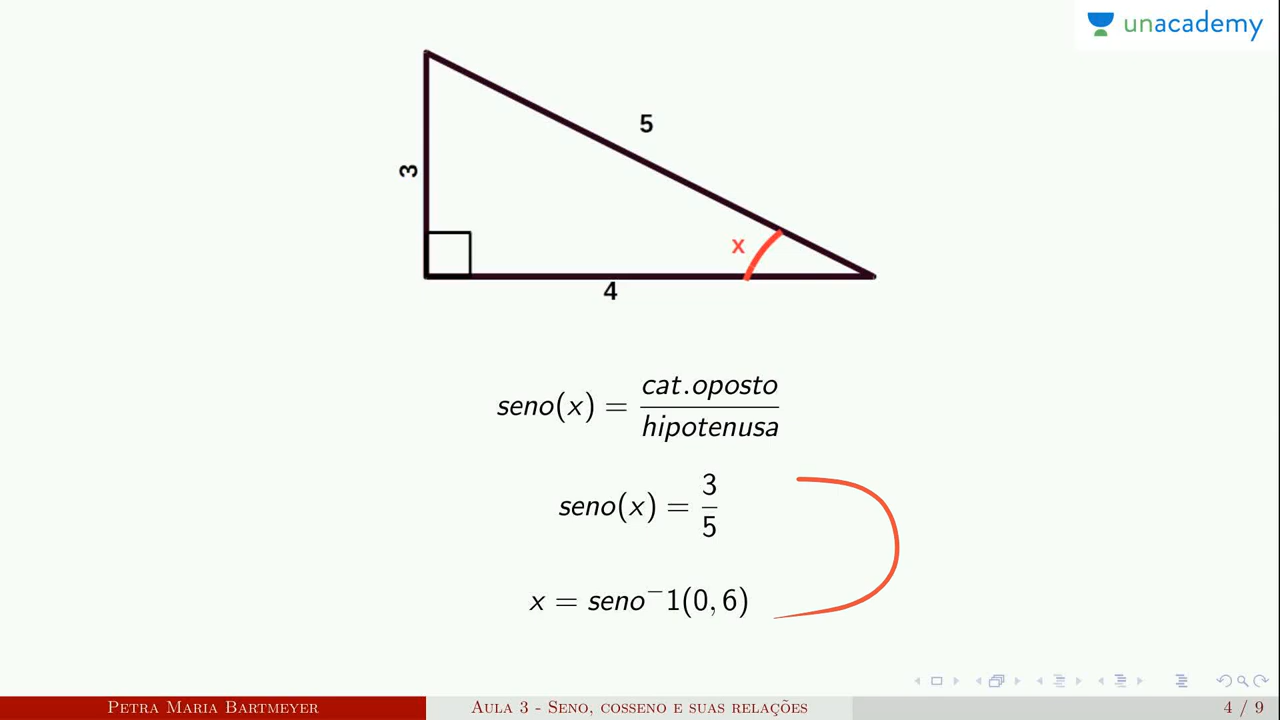 unacademy
5
3
x
4
seno(x) = cat.oposto / hipotenusa
seno(x) = 3 / 5
x = seno⁻1(0, 6)
Petra Maria Bartmeyer
Aula 3 - Seno, cosseno e suas relações
4 / 9